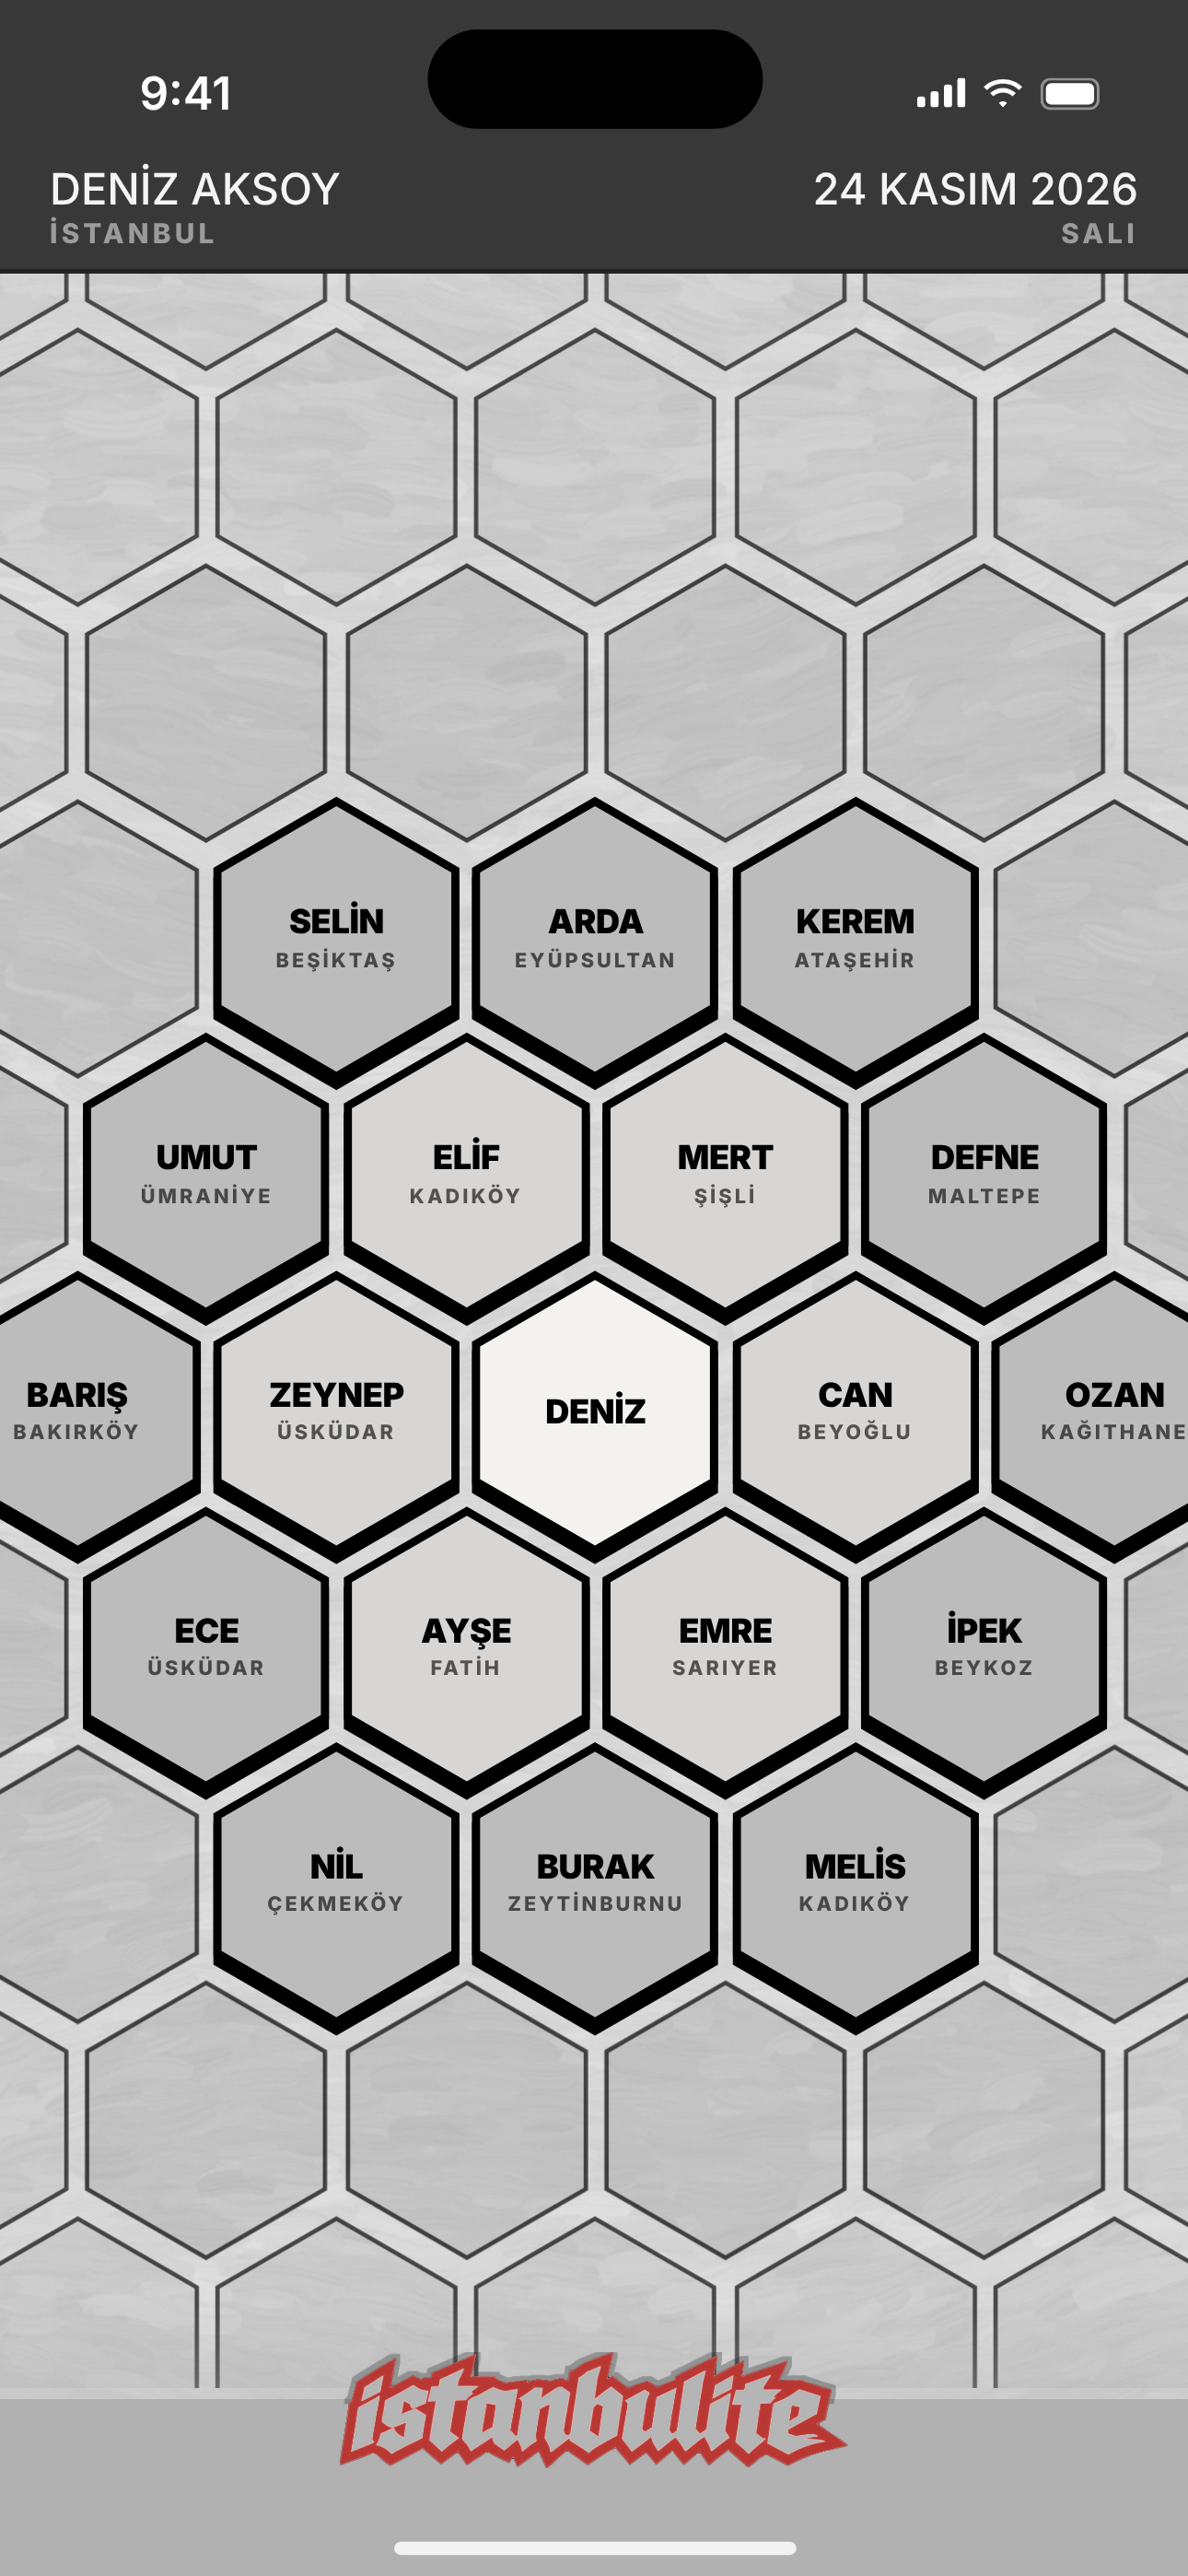 9:41
DENİZ AKSOY
İSTANBUL
24 KASIM 2026
SALI
SELİN
BEŞİKTAŞ
ARDA
EYÜPSULTAN
KEREM
ATAŞEHİR
UMUT
ÜMRANİYE
ELİF
KADIKÖY
MERT
ŞİŞLİ
DEFNE
MALTEPE
BARIŞ
BAKIRKÖY
ZEYNEP
ÜSKÜDAR
DENİZ
CAN
BEYOĞLU
OZAN
KAĞITHANE
ECE
ÜSKÜDAR
AYŞE
FATİH
EMRE
SARIYER
İPEK
BEYKOZ
NİL
ÇEKMEKÖY
BURAK
ZEYTİNBURNU
MELİS
KADIKÖY
istanbulite